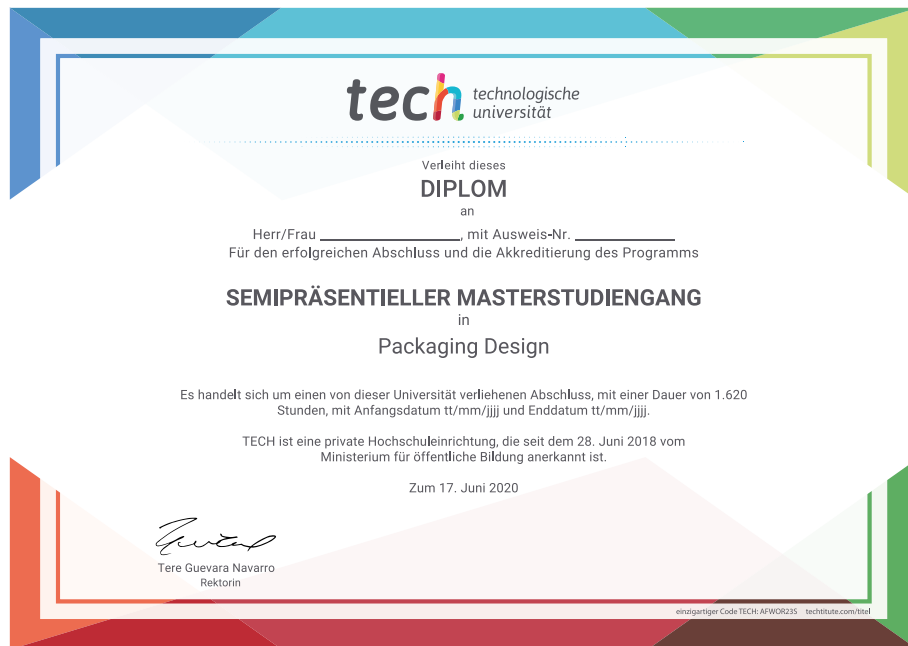 tech technologische
universität
Verleiht dieses
DIPLOM
an
Herr/Frau ________________, mit Ausweis-Nr. ____________
Für den erfolgreichen Abschluss und die Akkreditierung des Programms
SEMIPRÄSENTIELLER MASTERSTUDIENGANG
in
Packaging Design
Es handelt sich um einen von dieser Universität verliehenen Abschluss, mit einer Dauer von 1.620
Stunden, mit Anfangsdatum tt/mm/jjjj und Enddatum tt/mm/jjjj.
TECH ist eine private Hochschuleinrichtung, die seit dem 28. Juni 2018 vom
Ministerium für öffentliche Bildung anerkannt ist.
Zum 17. Juni 2020
Tere Guevara Navarro
Rektorin
einzigartiger Code TECH: AFWOR23S techtitute.com/titel